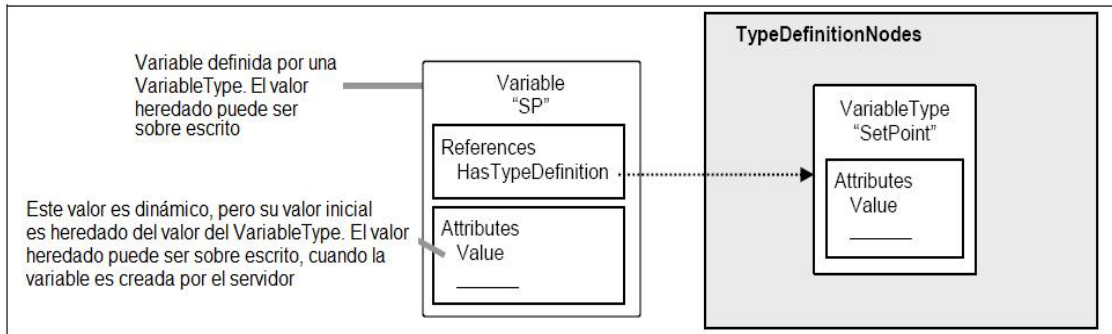 Variable definida por una
VariableType. El valor
heredado puede ser
sobre escrito
Este valor es dinámico, pero su valor inicial
es heredado del valor del VariableType. El valor
heredado puede ser sobre escrito, cuando la
variable es creada por el servidor
Variable
“SP”
References
HasTypeDefinition
Attributes
Value
TypeDefinitionNodes
VariableType
“SetPoint”
Attributes
Value